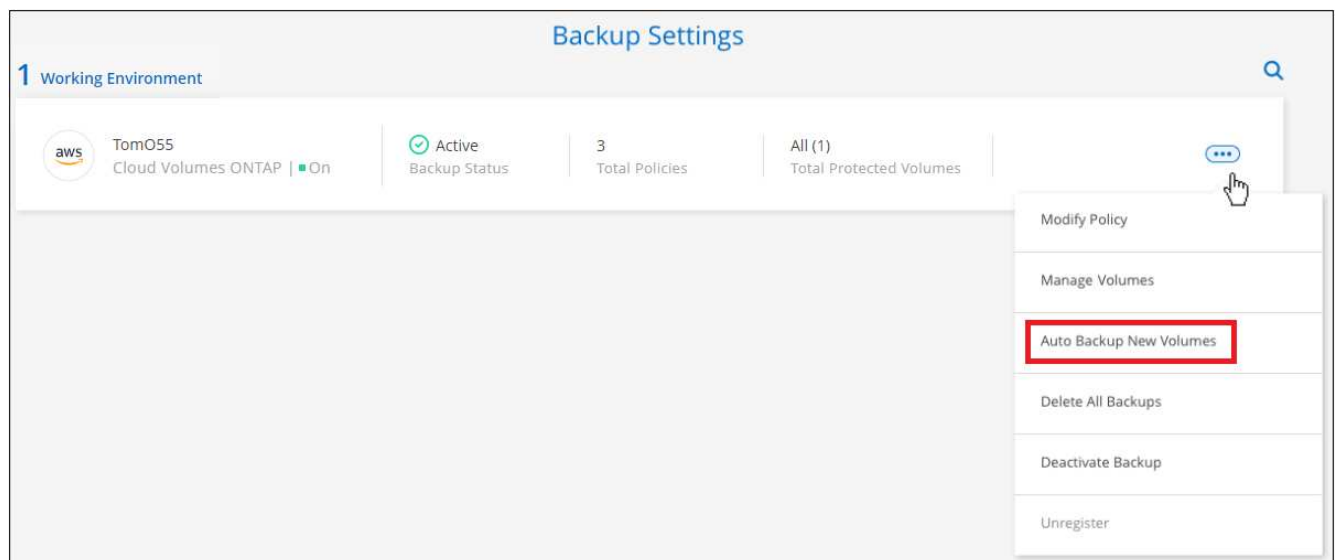 Backup Settings
1 Working Environment
aws
TomO55
Cloud Volumes ONTAP | On
Active
Backup Status
3
Total Policies
All (1)
Total Protected Volumes
Modify Policy
Manage Volumes
Auto Backup New Volumes
Delete All Backups
Deactivate Backup
Unregister